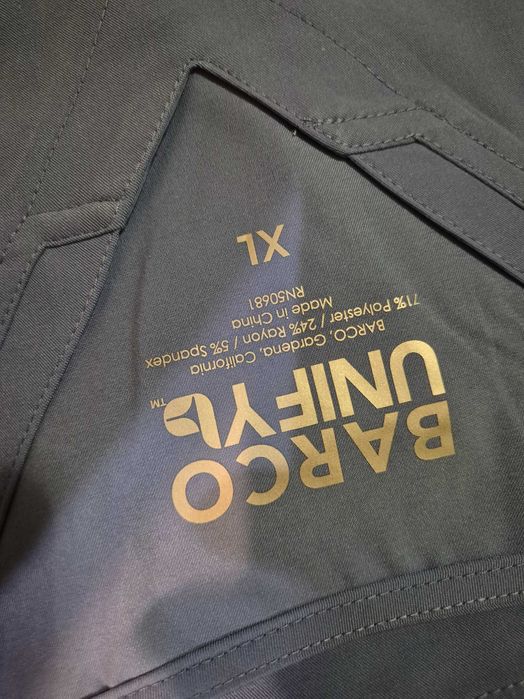 BARCO
UNIFY ™
BARCO, Gardena, California
71% Polyester / 24% Rayon / 5% Spandex
Made in China
RN50681
XL